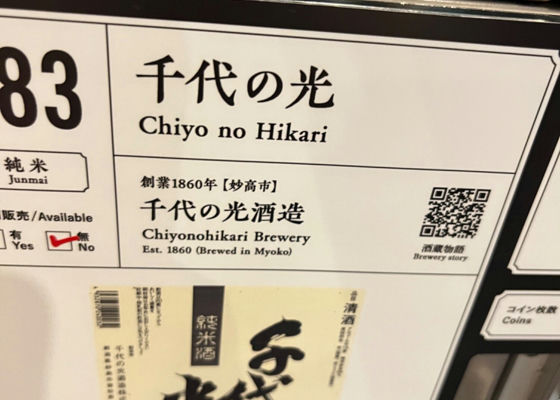 83
千代の光
Chiyo no Hikari
純米
Junmai
創業1860年【妙高市】
千代の光酒造
Chiyonohikari Brewery
Est. 1860 (Brewed in Myoko)
酒蔵物語
Brewery story
販売/Available
有
Yes
無
No
コイン枚数
Coins
清酒
純米酒
千代
光